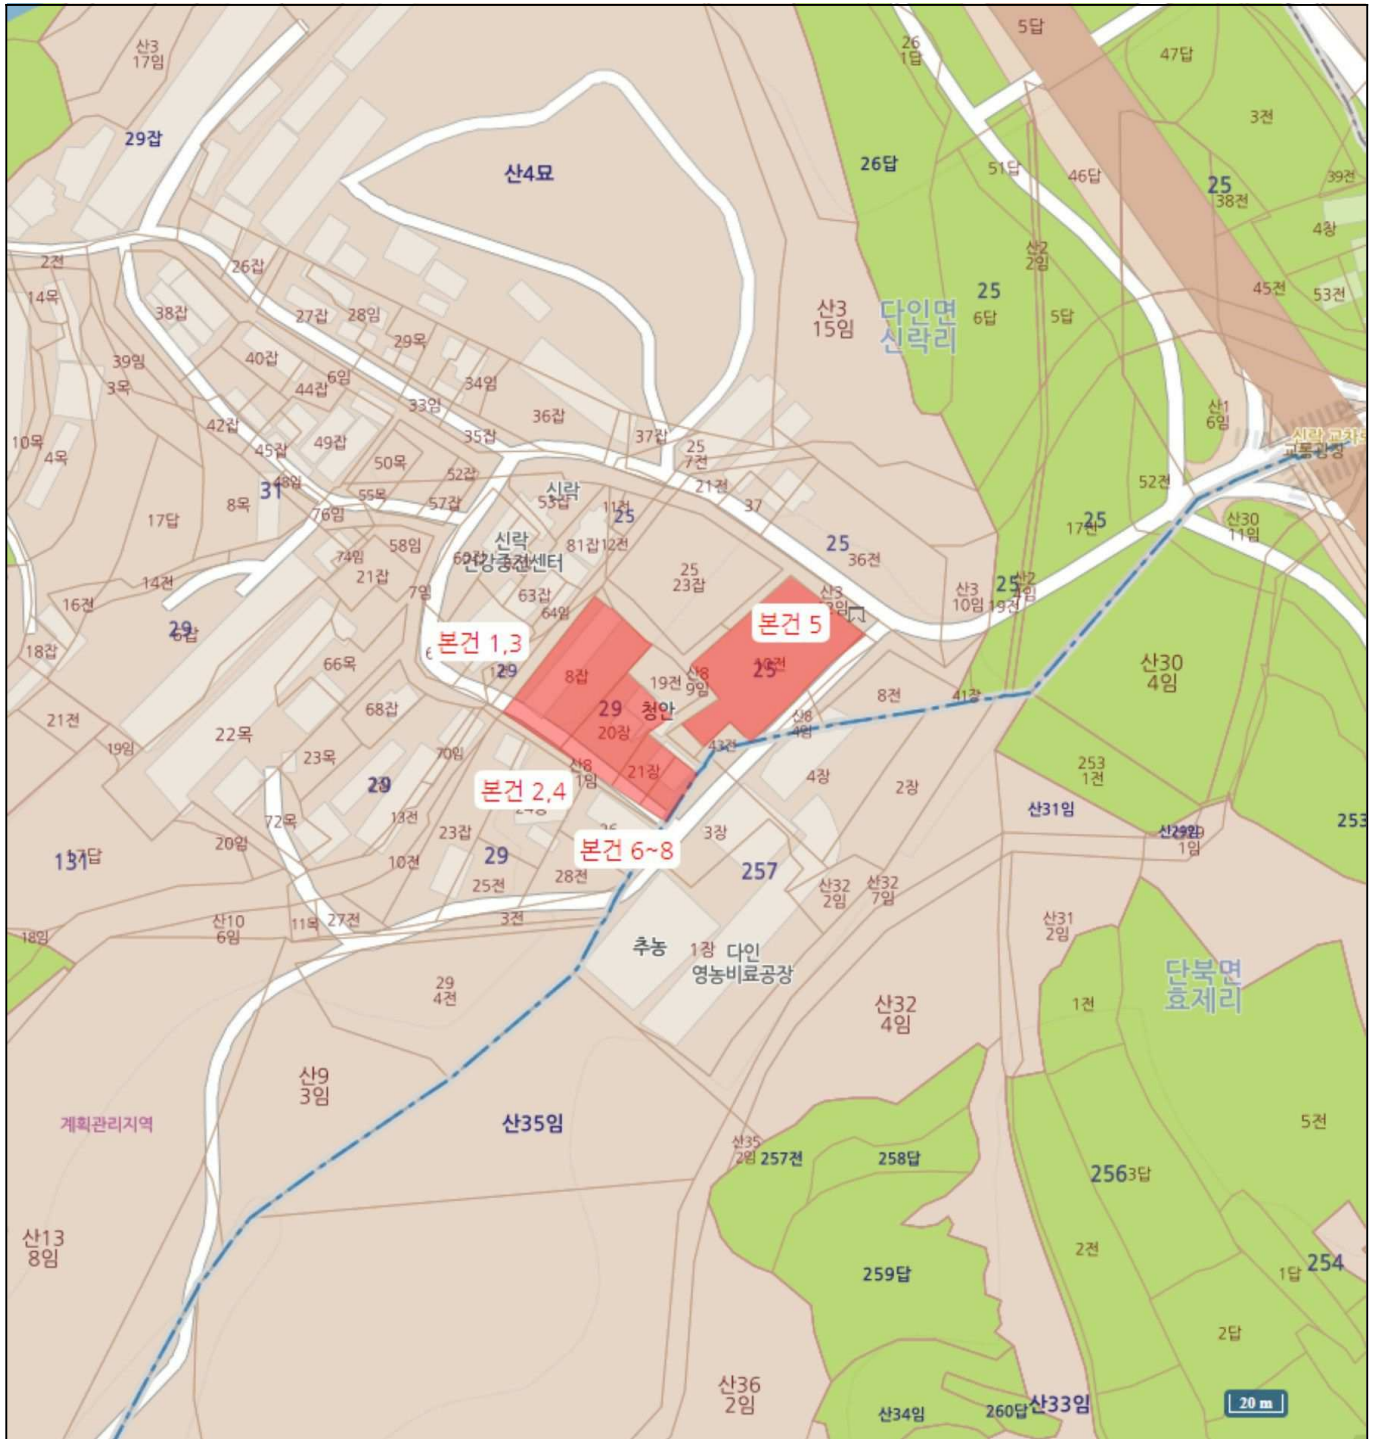 5답
산3
17임
26
1답
47답
3전
29잡
산4묘
26답
51답
46답
25
38전
39전
4창
2전
26잡
산2
2임
14목
38잡
27잡
28임
29목
산3
15임
다인면
신락리
25
6답
5답
45전
53전
39임
3목
40잡
44잡
6임
34임
33임
36잡
42잡
35잡
37잡
산1
6임
10목
4목
45잡
49잡
50목
52잡
25
7전
신락 교차로
교통광장
31
48임
55목
57잡
신락
53잡
11전
25
21전
37
52전
8목
17답
76임
58임
74임
신락
건강증진센터
81잡
12전
25
36전
17전
25
산30
11임
14전
21잡
7임
63잡
64임
25
23잡
산3
10임
25
19전
16전
29
본건 1,3
본건 5
25
18잡
66목
29
8잡
19전
산8
9임
산30
4임
21전
68잡
29
20장
청안
8전
41장
22목
19임
23목
70임
산8
1임
21장
43전
산8
4임
29
본건 2,4
4장
2장
253
1전
72목
13전
23잡
3장
산31임
253
20임
본건 6~8
131
10전
29
25전
28전
257
산32
2임
산32
7임
1임
18임
산10
6임
11목
27전
3전
산31
2임
추농
1장
다인
영농비료공장
단북면
효제리
29
4전
산32
4임
1전
산9
3임
계획관리지역
산35임
산35
2임
257전
258답
5전
256
3답
산13
8임
2전
259답
1답
254
2답
산36
2임
산34임
260답
산33임
20 m